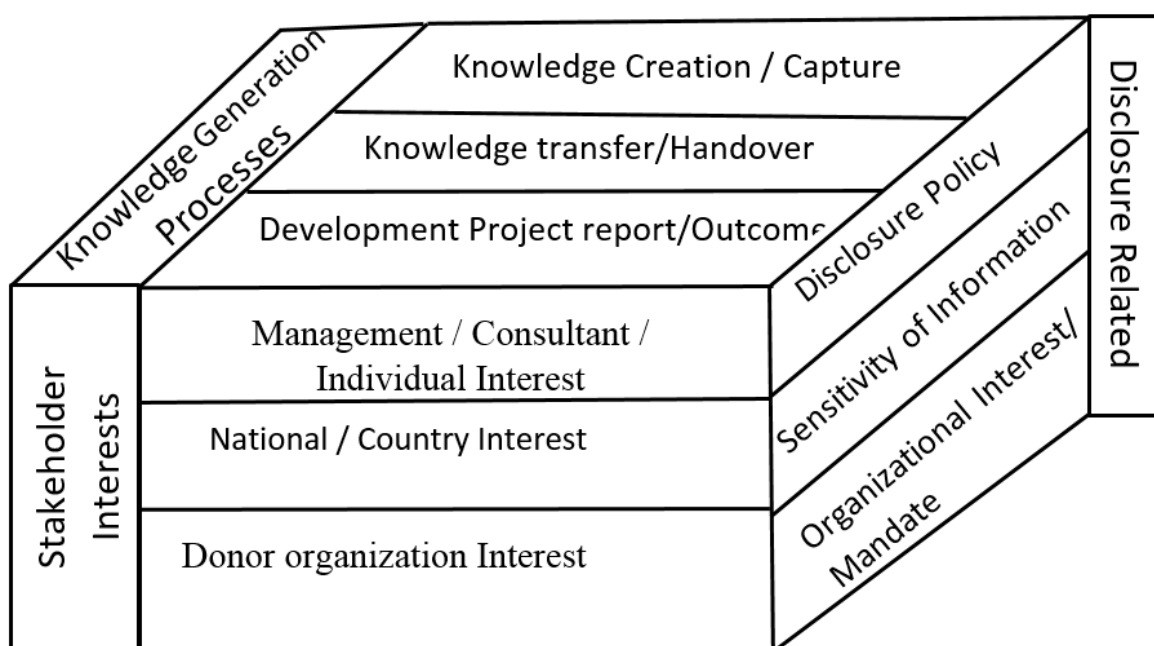 Knowledge Generation
Processes
Knowledge Creation / Capture
Knowledge transfer/Handover
Development Project report/Outcome
Disclosure Policy
Sensitivity of Information
Organizational Interest/
Mandate
Disclosure Related
Stakeholder
Interests
Management / Consultant /
Individual Interest
National / Country Interest
Donor organization Interest